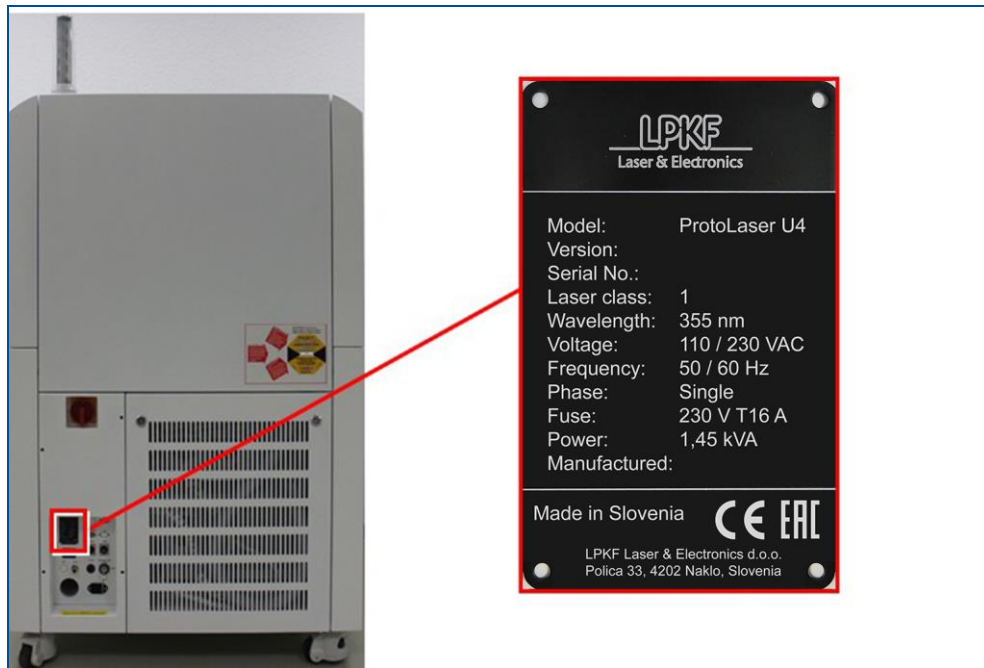 LPKF
Laser & Electronics
Model: ProtoLaser U4
Version:
Serial No.:
Laser class: 1
Wavelength: 355 nm
Voltage: 110 / 230 VAC
Frequency: 50 / 60 Hz
Phase: Single
Fuse: 230 V T16 A
Power: 1,45 kVA
Manufactured:
Made in Slovenia CE EAC
LPKF Laser & Electronics d.o.o.
Polica 33, 4202 Naklo, Slovenia